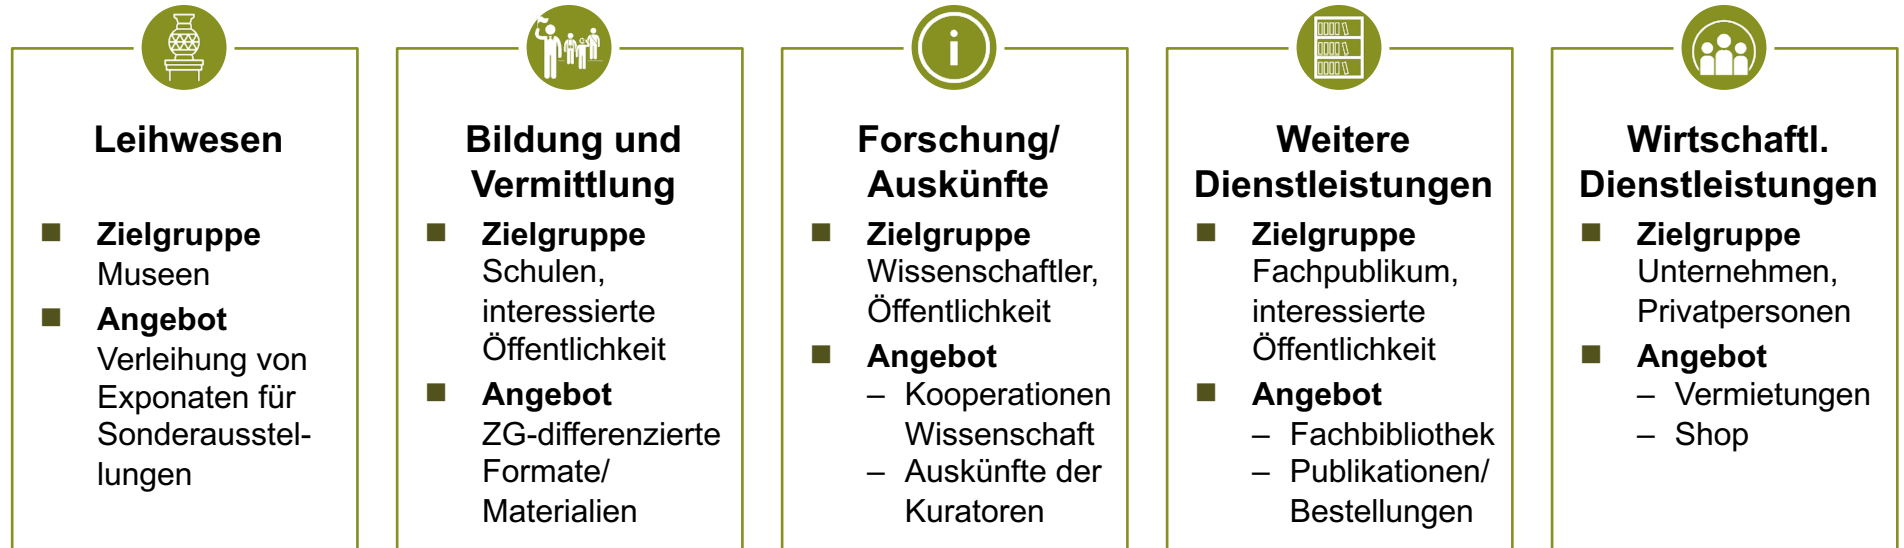 Leihwesen
Zielgruppe
Museen
Angebot
Verleihung von
Exponaten für
Sonderausstel-
lungen
Bildung und
Vermittlung
Zielgruppe
Schulen,
interessierte
Öffentlichkeit
Angebot
ZG-differenzierte
Formate/
Materialien
i
Forschung/
Auskünfte
Zielgruppe
Wissenschaftler,
Öffentlichkeit
Angebot
– Kooperationen
Wissenschaft
– Auskünfte der
Kuratoren
Weitere
Dienstleistungen
Zielgruppe
Fachpublikum,
interessierte
Öffentlichkeit
Angebot
– Fachbibliothek
– Publikationen/
Bestellungen
Wirtschaftl.
Dienstleistungen
Zielgruppe
Unternehmen,
Privatpersonen
Angebot
– Vermietungen
– Shop